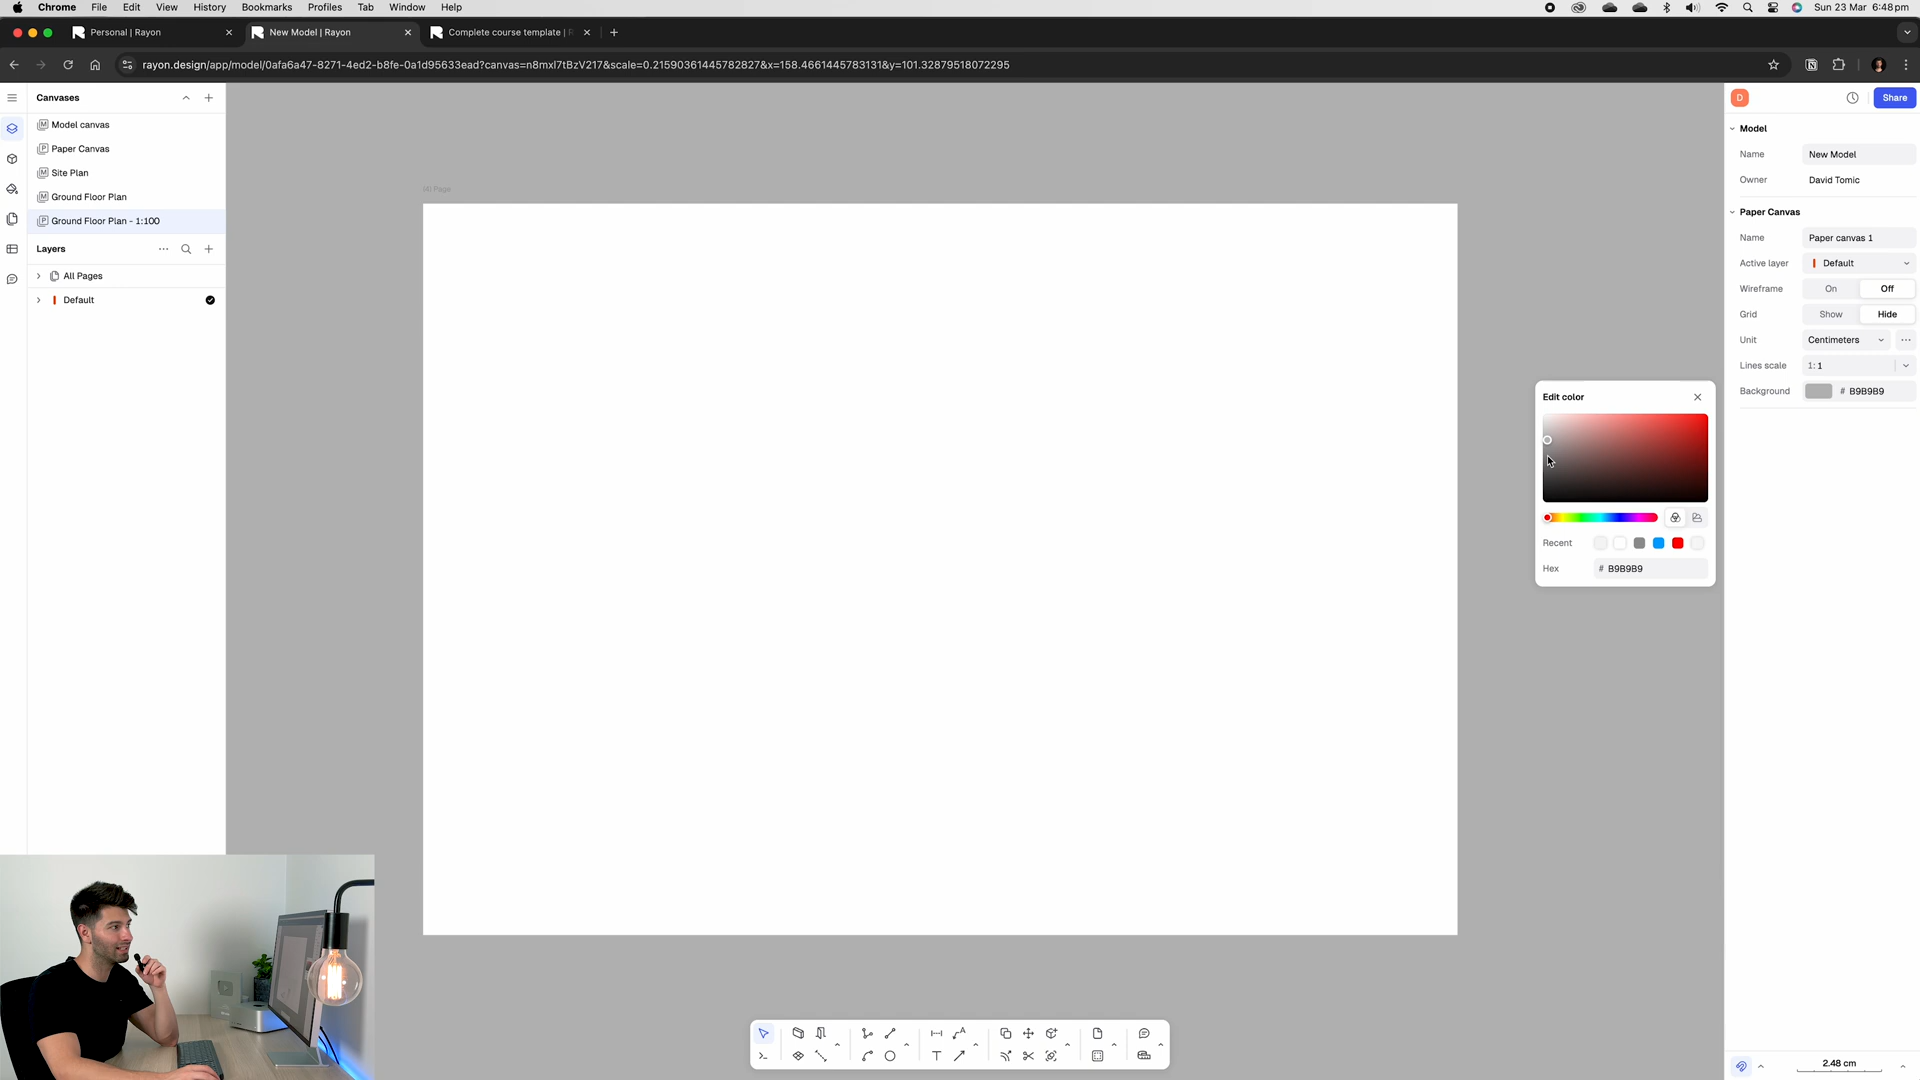 Chrome File Edit View History Bookmarks Profiles Tab Window Help Sun 23 Mar 6:48 pm
Personal | Rayon New Model | Rayon Complete course template |
rayon.design/app/model/0afa6a47-8271-4ed2-b8fe-0a1d95633ead?canvas=n8mxl7tBzV217&scale=0.21590361445782827&x=158.4661445783131&y=101.32879518072295
Canvases
Model canvas
Paper Canvas
Site Plan
Ground Floor Plan
Ground Floor Plan - 1:100
Layers
All Pages
Default
(4) Page
D Share
Model
Name New Model
Owner David Tomic
Paper Canvas
Name Paper canvas 1
Active layer Default
Wireframe On Off
Grid Show Hide
Unit Centimeters
Lines scale 1: 1
Background # B9B9B9
Edit color
Recent
Hex # B9B9B9
2.48 cm